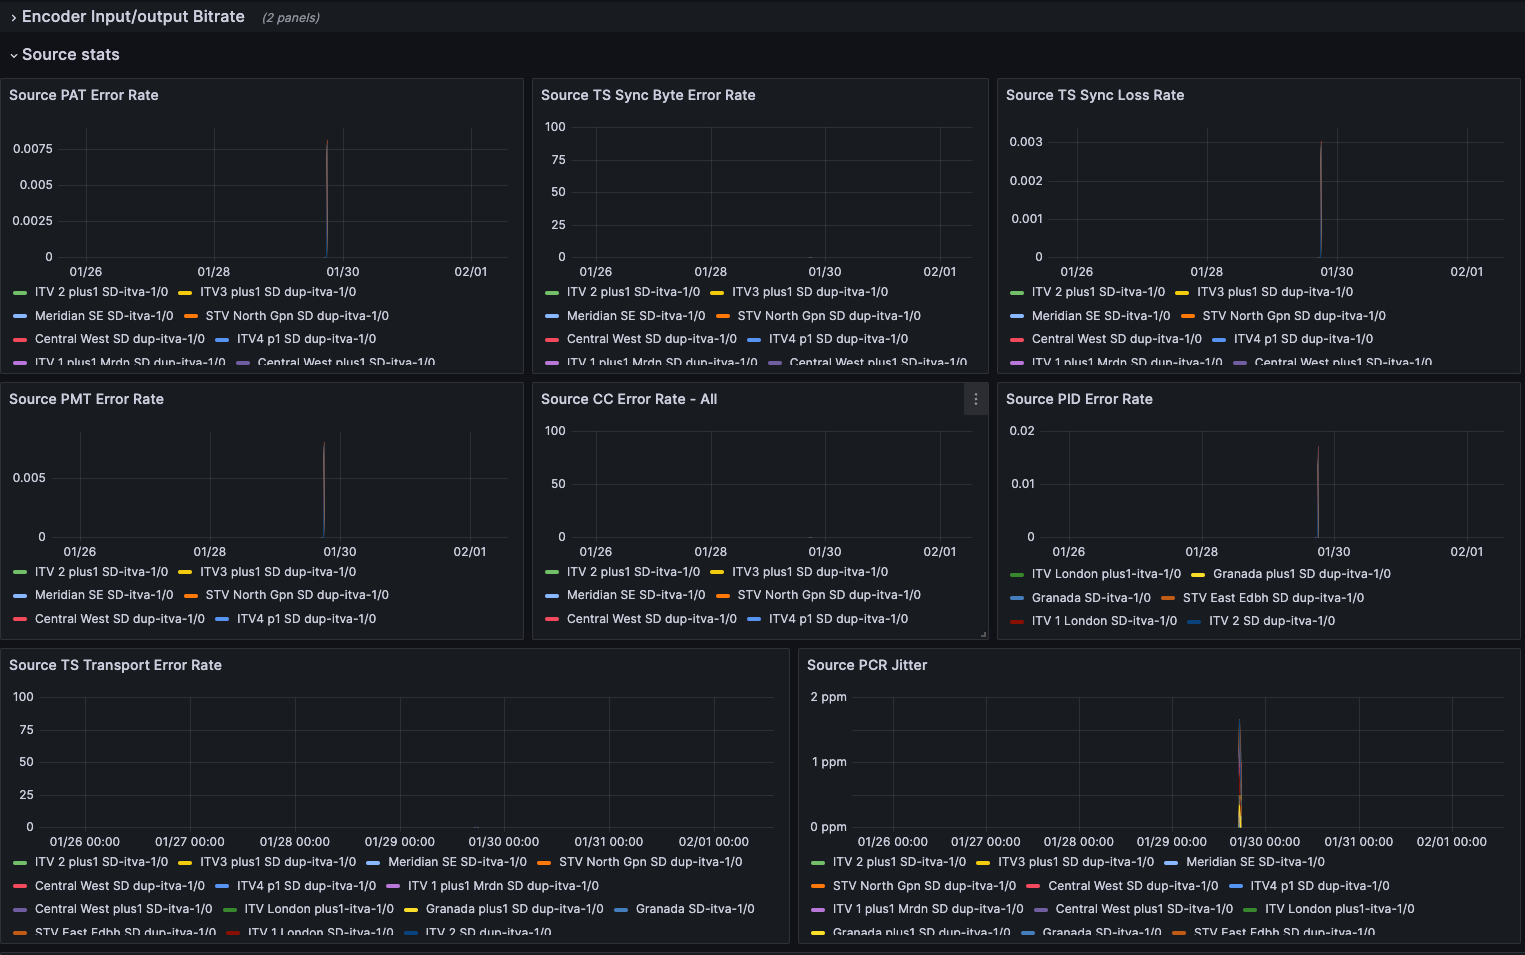 Encoder Input/output Bitrate (2 panels)
Source stats
Source PAT Error Rate
0.0075
0.005
0.0025
0
01/26 01/28 01/30 02/01
ITV 2 plus1 SD-itva-1/0 ITV3 plus1 SD dup-itva-1/0
Meridian SE SD-itva-1/0 STV North Gpn SD dup-itva-1/0
Central West SD dup-itva-1/0 ITV4 p1 SD dup-itva-1/0
ITV 1 plus1 Mrdn SD dup-itva-1/0 Central West plus1 SD-itva-1/0
Source TS Sync Byte Error Rate
100
75
50
25
0
01/26 01/28 01/30 02/01
ITV 2 plus1 SD-itva-1/0 ITV3 plus1 SD dup-itva-1/0
Meridian SE SD-itva-1/0 STV North Gpn SD dup-itva-1/0
Central West SD dup-itva-1/0 ITV4 p1 SD dup-itva-1/0
ITV 1 plus1 Mrdn SD dup-itva-1/0 Central West plus1 SD-itva-1/0
Source TS Sync Loss Rate
0.003
0.002
0.001
0
01/26 01/28 01/30 02/01
ITV 2 plus1 SD-itva-1/0 ITV3 plus1 SD dup-itva-1/0
Meridian SE SD-itva-1/0 STV North Gpn SD dup-itva-1/0
Central West SD dup-itva-1/0 ITV4 p1 SD dup-itva-1/0
ITV 1 plus1 Mrdn SD dup-itva-1/0 Central West plus1 SD-itva-1/0
Source PMT Error Rate
0.005
0
01/26 01/28 01/30 02/01
ITV 2 plus1 SD-itva-1/0 ITV3 plus1 SD dup-itva-1/0
Meridian SE SD-itva-1/0 STV North Gpn SD dup-itva-1/0
Central West SD dup-itva-1/0 ITV4 p1 SD dup-itva-1/0
Source CC Error Rate - All
100
50
0
01/26 01/28 01/30 02/01
ITV 2 plus1 SD-itva-1/0 ITV3 plus1 SD dup-itva-1/0
Meridian SE SD-itva-1/0 STV North Gpn SD dup-itva-1/0
Central West SD dup-itva-1/0 ITV4 p1 SD dup-itva-1/0
Source PID Error Rate
0.02
0.01
0
01/26 01/28 01/30 02/01
ITV London plus1-itva-1/0 Granada plus1 SD dup-itva-1/0
Granada SD-itva-1/0 STV East Edbh SD dup-itva-1/0
ITV 1 London SD-itva-1/0 ITV 2 SD dup-itva-1/0
Source TS Transport Error Rate
100
75
50
25
0
01/26 00:00 01/27 00:00 01/28 00:00 01/29 00:00 01/30 00:00 01/31 00:00 02/01 00:00
ITV 2 plus1 SD-itva-1/0 ITV3 plus1 SD dup-itva-1/0 Meridian SE SD-itva-1/0 STV North Gpn SD dup-itva-1/0
Central West SD dup-itva-1/0 ITV4 p1 SD dup-itva-1/0 ITV 1 plus1 Mrdn SD dup-itva-1/0
Central West plus1 SD-itva-1/0 ITV London plus1-itva-1/0 Granada plus1 SD dup-itva-1/0 Granada SD-itva-1/0
STV East Edbh SD dup-itva-1/0 ITV 1 London SD-itva-1/0 ITV 2 SD dup-itva-1/0
Source PCR Jitter
2 ppm
1 ppm
0 ppm
01/26 00:00 01/27 00:00 01/28 00:00 01/29 00:00 01/30 00:00 01/31 00:00 02/01 00:00
ITV 2 plus1 SD-itva-1/0 ITV3 plus1 SD dup-itva-1/0 Meridian SE SD-itva-1/0
STV North Gpn SD dup-itva-1/0 Central West SD dup-itva-1/0 ITV4 p1 SD dup-itva-1/0
ITV 1 plus1 Mrdn SD dup-itva-1/0 Central West plus1 SD-itva-1/0 ITV London plus1-itva-1/0
Granada plus1 SD dup-itva-1/0 Granada SD-itva-1/0 STV East Edbh SD dup-itva-1/0